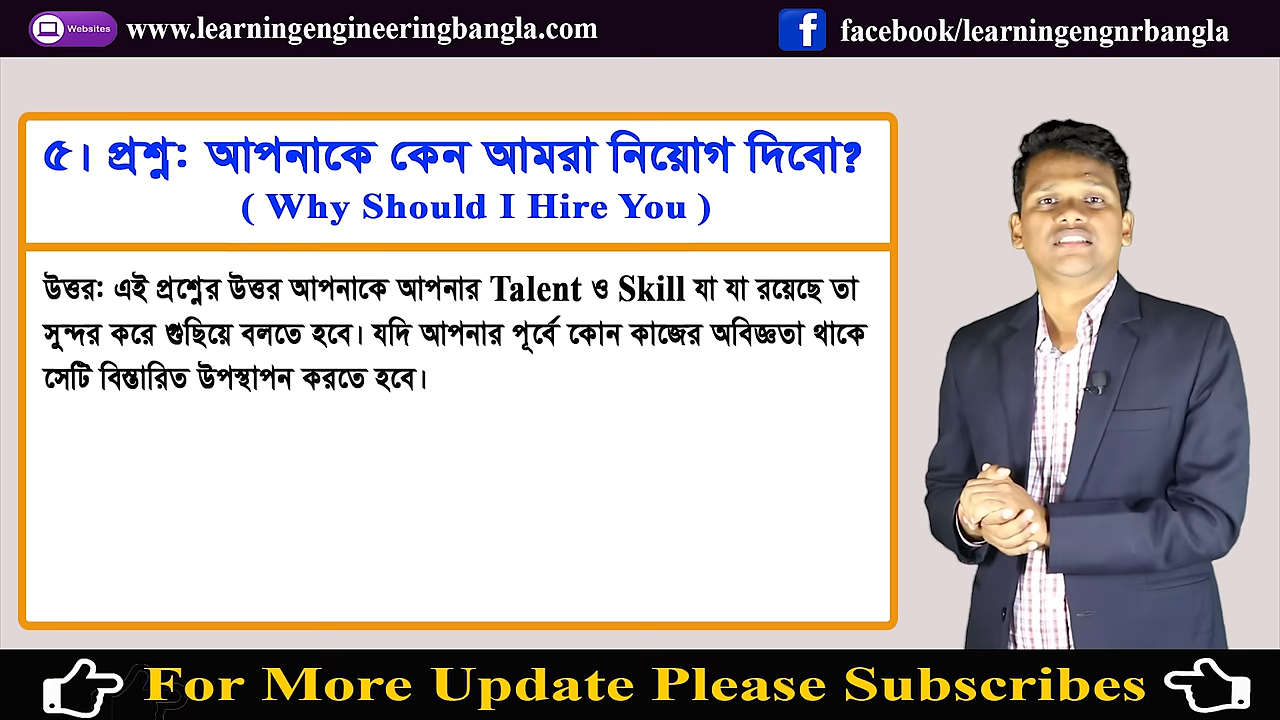 Websites www.learningengineeringbangla.com
facebook/learningengnrbangla
৫। প্রশ্ন: আপনাকে কেন আমরা নিয়োগ দিবো?
( Why Should I Hire You )
উত্তর: এই প্রশ্নের উত্তর আপনাকে আপনার Talent ও Skill যা যা রয়েছে তা
সুন্দর করে গুছিয়ে বলতে হবে। যদি আপনার পূর্বে কোন কাজের অবিজ্ঞতা থাকে
সেটি বিস্তারিত উপস্থাপন করতে হবে।
For More Update Please Subscribes